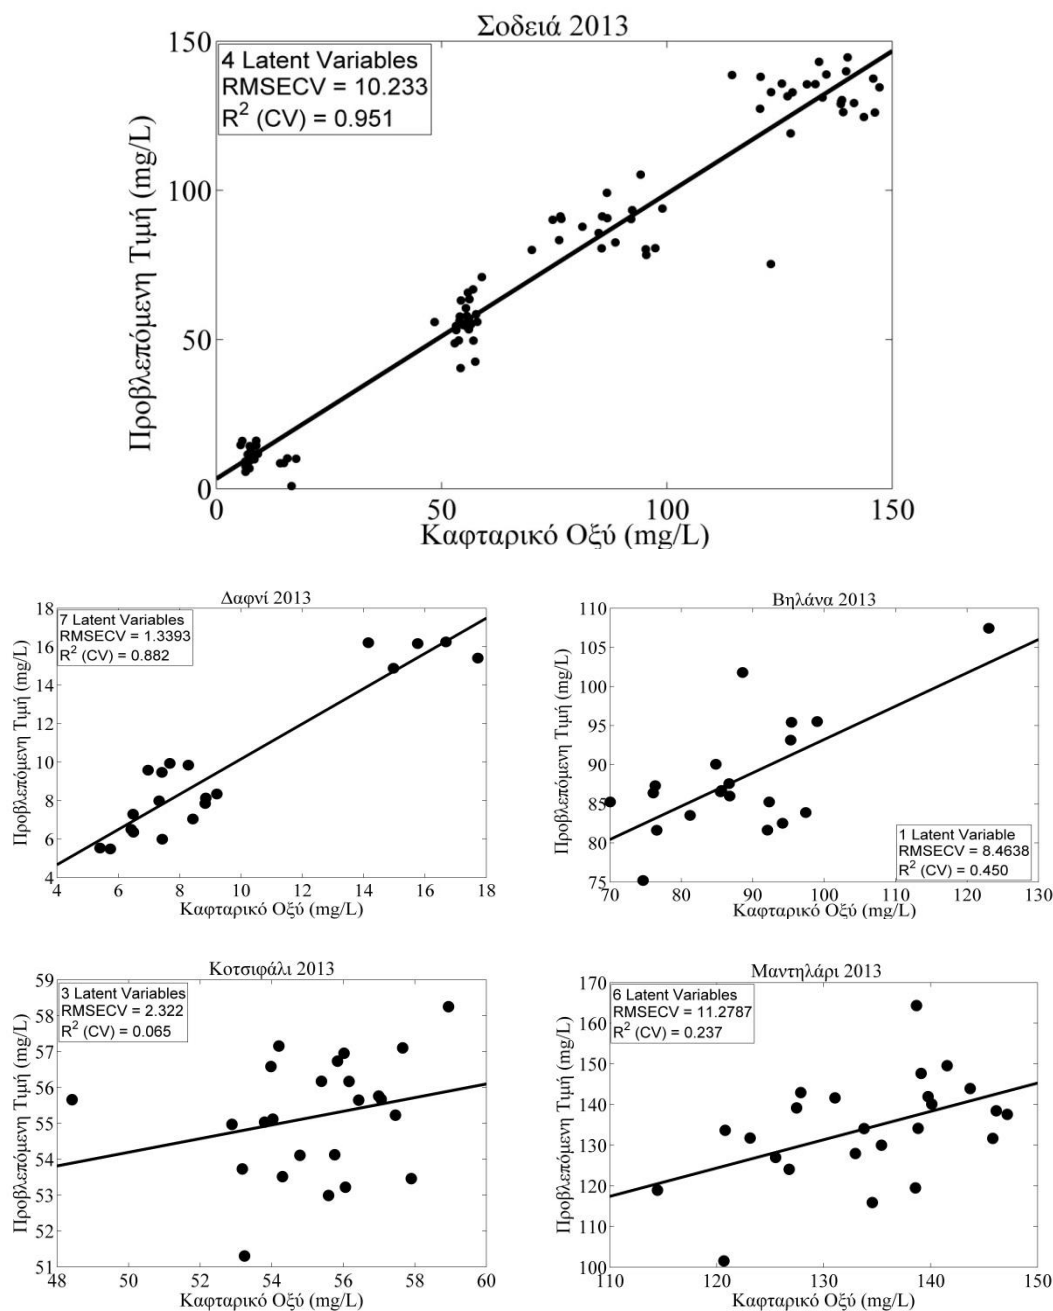 Σοδειά 2013
4 Latent Variables
RMSECV = 10.233
R² (CV) = 0.951
150
100
50
0
Προβλεπόμενη Τιμή (mg/L)
0 50 100 150
Καφταρικό Οξύ (mg/L)
Δαφνί 2013
7 Latent Variables
RMSECV = 1.3393
R² (CV) = 0.882
18
16
14
12
10
8
6
4
Προβλεπόμενη Τιμή (mg/L)
4 6 8 10 12 14 16 18
Καφταρικό Οξύ (mg/L)
Βηλάνα 2013
110
105
100
95
90
85
80
75
Προβλεπόμενη Τιμή (mg/L)
1 Latent Variable
RMSECV = 8.4638
R² (CV) = 0.450
70 80 90 100 110 120 130
Καφταρικό Οξύ (mg/L)
Κοτσιφάλι 2013
3 Latent Variables
RMSECV = 2.322
R² (CV) = 0.065
59
58
57
56
55
54
53
51
51
Προβλεπόμενη Τιμή (mg/L)
48 50 52 54 56 58 60
Καφταρικό Οξύ (mg/L)
Μαντηλάρι 2013
6 Latent Variables
RMSECV = 11.2787
R² (CV) = 0.237
170
160
150
140
130
120
110
100
Προβλεπόμενη Τιμή (mg/L)
110 120 130 140 150
Καφταρικό Οξύ (mg/L)